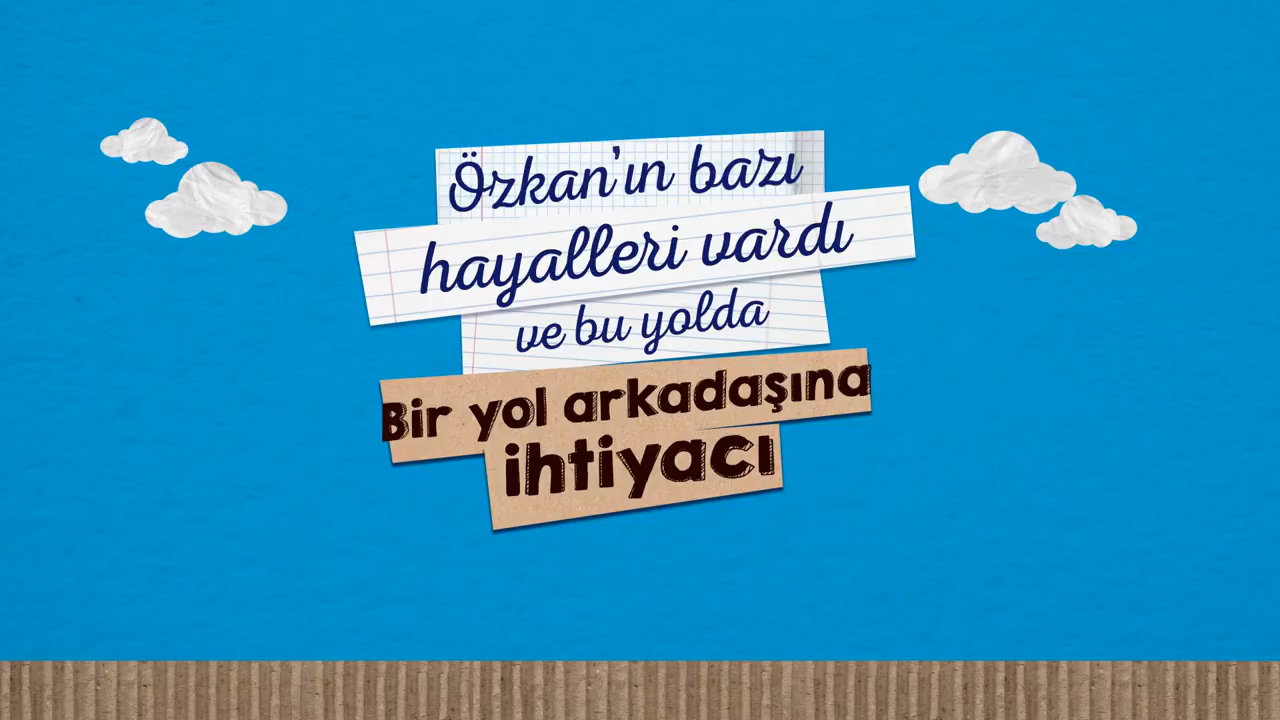 Özkan'ın bazı
hayalleri vardı
ve bu yolda
Bir yol arkadaşına
ihtiyacı